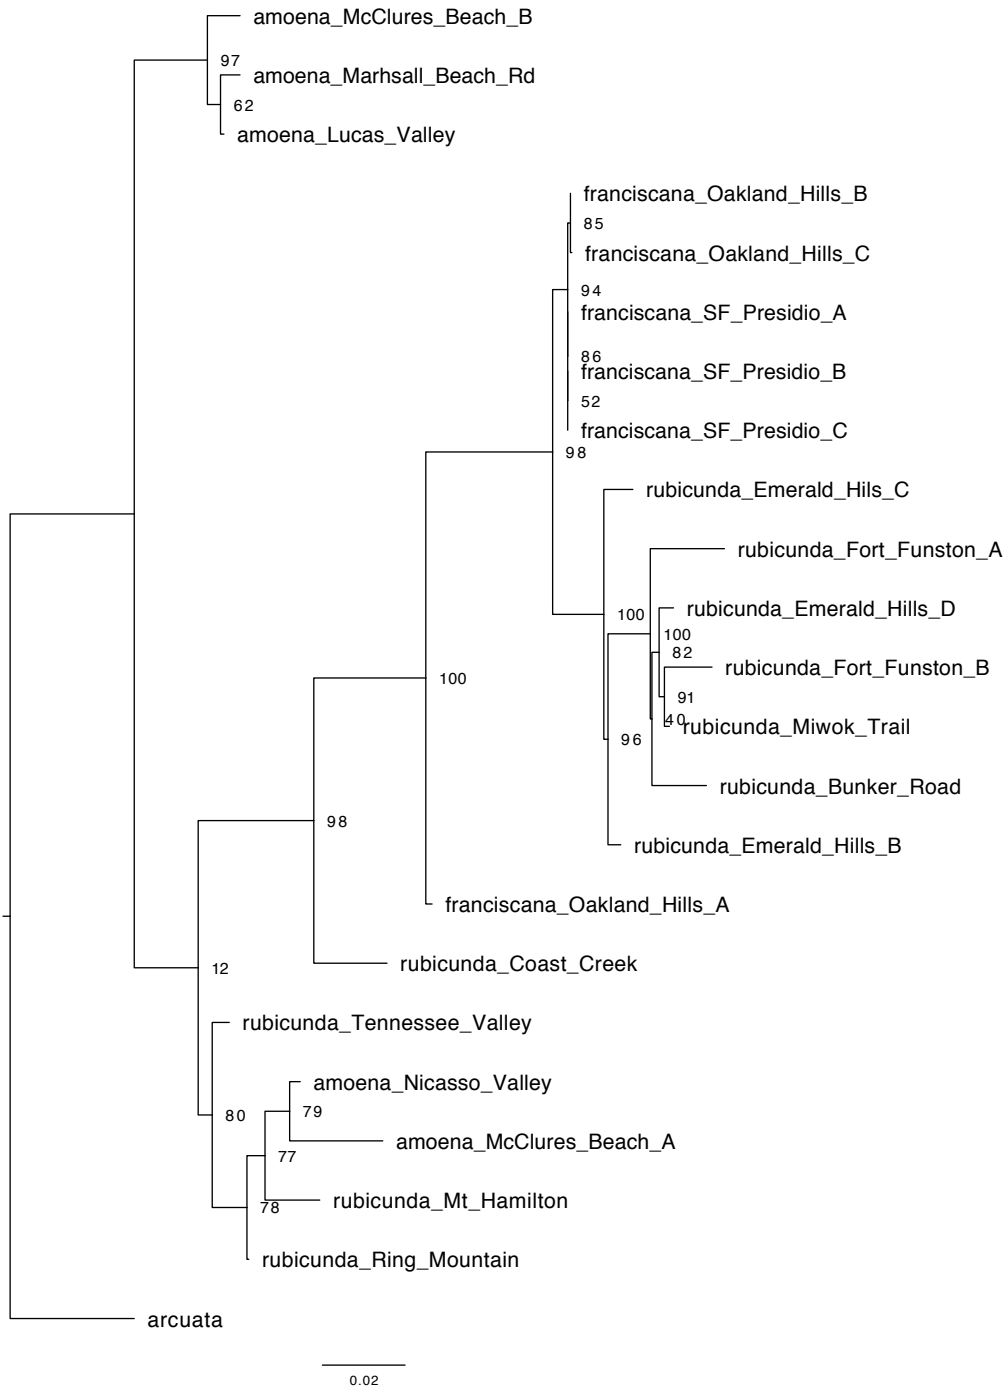 amoena_McClures_Beach_B
97
amoena_Marhsall_Beach_Rd
62
amoena_Lucas_Valley
franciscana_Oakland_Hills_B
85
franciscana_Oakland_Hills_C
94
franciscana_SF_Presidio_A
86
franciscana_SF_Presidio_B
52
franciscana_SF_Presidio_C
98
rubicunda_Emerald_Hils_C
rubicunda_Fort_Funston_A
rubicunda_Emerald_Hills_D
100
100
82
rubicunda_Fort_Funston_B
91
40
rubicunda_Miwok_Trail
96
rubicunda_Bunker_Road
rubicunda_Emerald_Hills_B
100
98
franciscana_Oakland_Hills_A
rubicunda_Coast_Creek
12
rubicunda_Tennessee_Valley
amoena_Nicasso_Valley
79
80
amoena_McClures_Beach_A
77
rubicunda_Mt_Hamilton
78
rubicunda_Ring_Mountain
arcuata
0.02